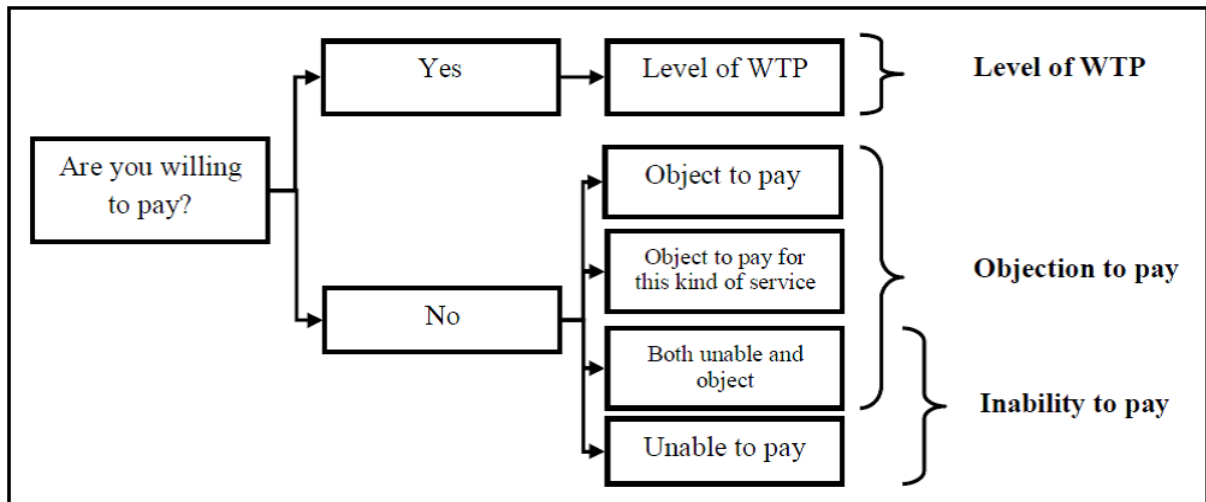 Are you willing
to pay?
Yes
Level of WTP
Level of WTP
No
Object to pay
Object to pay for
this kind of service
Both unable and
object
Unable to pay
Objection to pay
Inability to pay